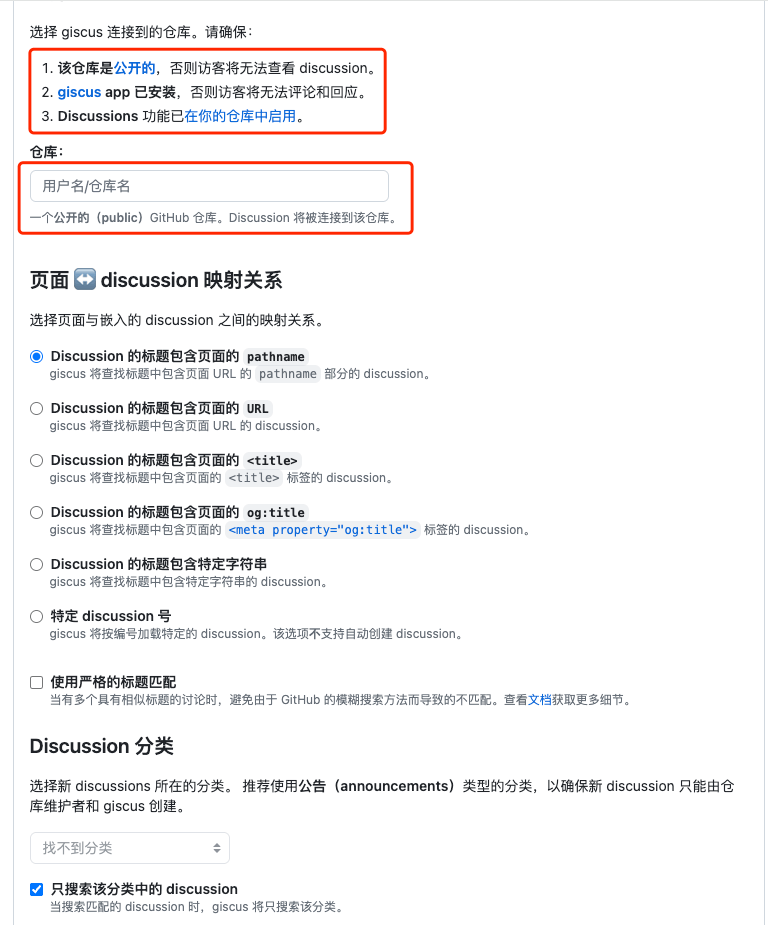 选择 giscus 连接到的仓库。请确保：
1. 该仓库是公开的，否则访客将无法查看 discussion。
2. giscus app 已安装，否则访客将无法评论和回应。
3. Discussions 功能已在你的仓库中启用。
仓库：
用户名/仓库名
一个公开的（public）GitHub 仓库。Discussion 将被连接到该仓库。
页面 ↔️ discussion 映射关系
选择页面与嵌入的 discussion 之间的映射关系。
Discussion 的标题包含页面的 pathname
giscus 将查找标题中包含页面 URL 的 pathname 部分的 discussion。
Discussion 的标题包含页面的 URL
giscus 将查找标题中包含页面 URL 的 discussion。
Discussion 的标题包含页面的 <title>
giscus 将查找标题中包含页面的 <title> 标签的 discussion。
Discussion 的标题包含页面的 og:title
giscus 将查找标题中包含页面的 <meta property="og:title"> 标签的 discussion。
Discussion 的标题包含特定字符串
giscus 将查找标题中包含特定字符串的 discussion。
特定 discussion 号
giscus 将按编号加载特定的 discussion。该选项不支持自动创建 discussion。
使用严格的标题匹配
当有多个具有相似标题的讨论时，避免由于 GitHub 的模糊搜索方法而导致的不匹配。查看文档获取更多细节。
Discussion 分类
选择新 discussions 所在的分类。 推荐使用公告（announcements）类型的分类，以确保新 discussion 只能由仓
库维护者和 giscus 创建。
找不到分类
只搜索该分类中的 discussion
当搜索匹配的 discussion 时，giscus 将只搜索该分类。